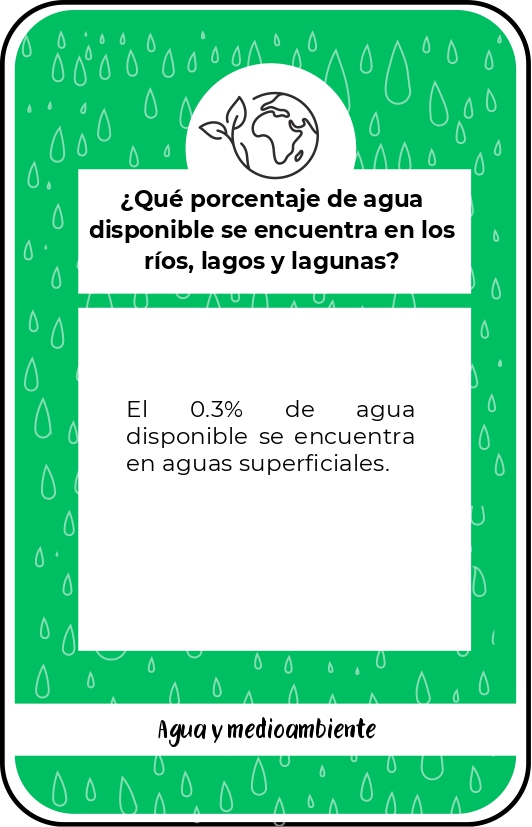 ¿Qué porcentaje de agua
disponible se encuentra en los
ríos, lagos y lagunas?
El 0.3% de agua
disponible se encuentra
en aguas superficiales.
Agua y medioambiente